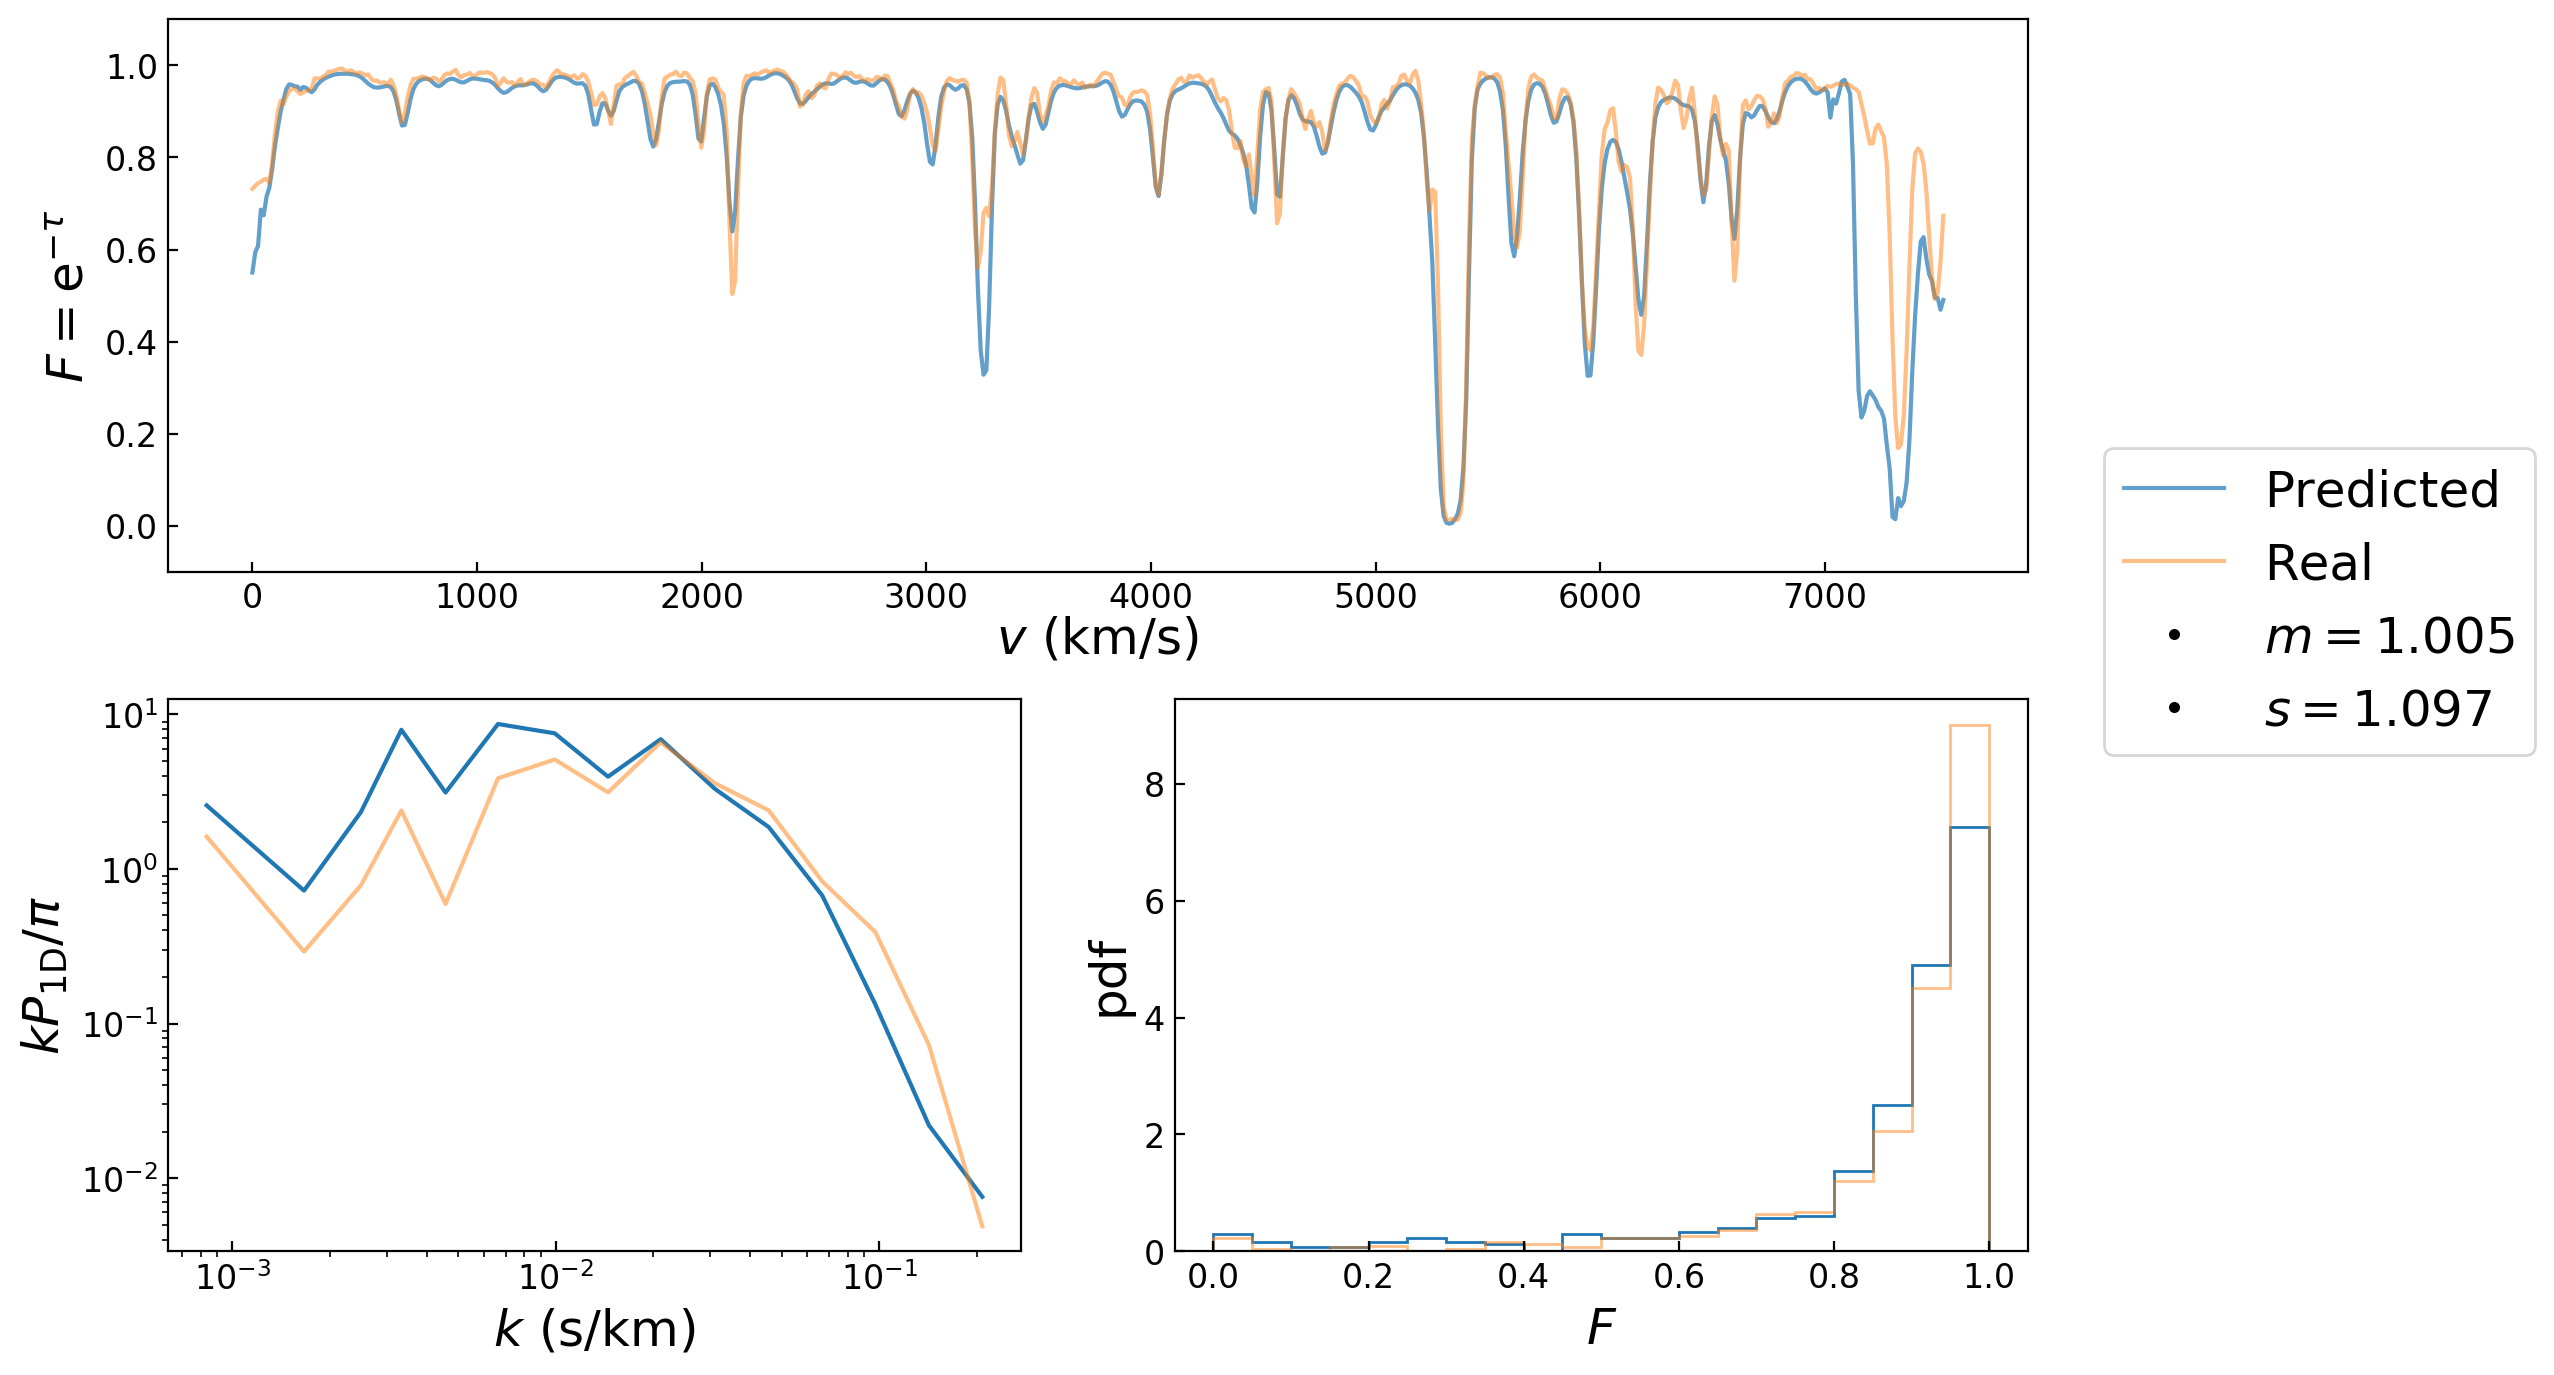 1.0
0.8
0.6
0.4
0.2
0.0
F = e^{−τ}
0 1000 2000 3000 4000 5000 6000 7000
v (km/s)
Predicted
Real
m = 1.005
s = 1.097
10^1
10^0
10^{−1}
10^{−2}
kP_{1D}/π
10^{−3} 10^{−2} 10^{−1}
k (s/km)
8
6
4
2
0
pdf
0.0 0.2 0.4 0.6 0.8 1.0
F